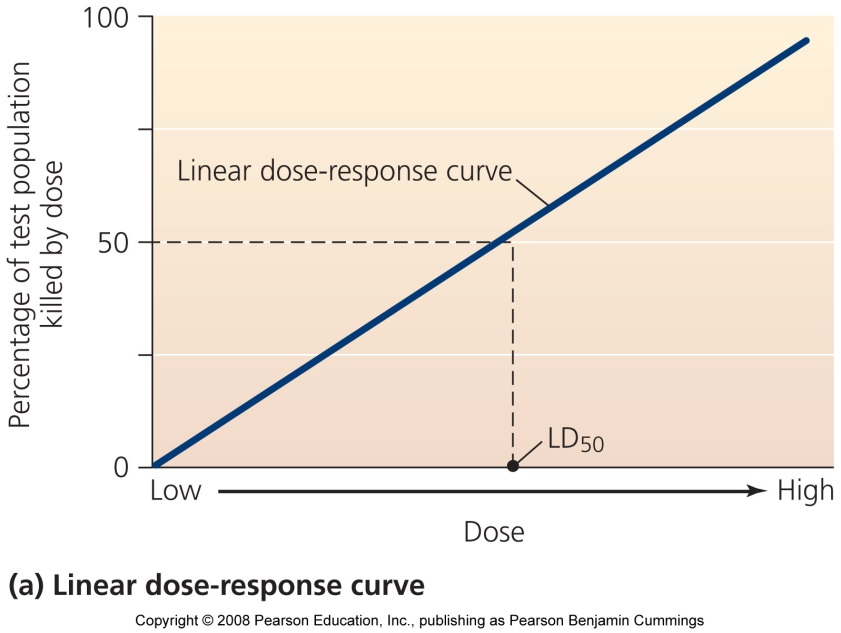 100
Percentage of test population
killed by dose
Linear dose-response curve
50
LD50
0
Low
High
Dose
(a) Linear dose-response curve
Copyright © 2008 Pearson Education, Inc., publishing as Pearson Benjamin Cummings